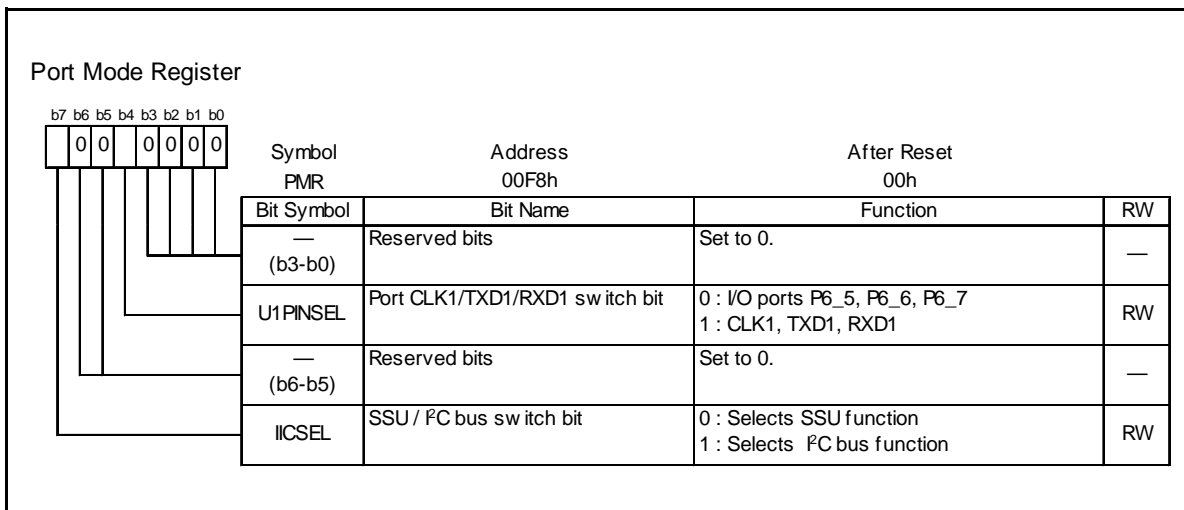 Port Mode Register
b7 b6 b5 b4 b3 b2 b1 b0
0 0 0 0 0 0
Symbol Address After Reset
PMR 00F8h 00h
Bit Symbol Bit Name Function RW
— Reserved bits Set to 0. —
(b3-b0)
U1PINSEL Port CLK1/TXD1/RXD1 switch bit 0 : I/O ports P6_5, P6_6, P6_7 RW
1 : CLK1, TXD1, RXD1
— Reserved bits Set to 0. —
(b6-b5)
IICSEL SSU / I²C bus switch bit 0 : Selects SSU function RW
1 : Selects I²C bus function